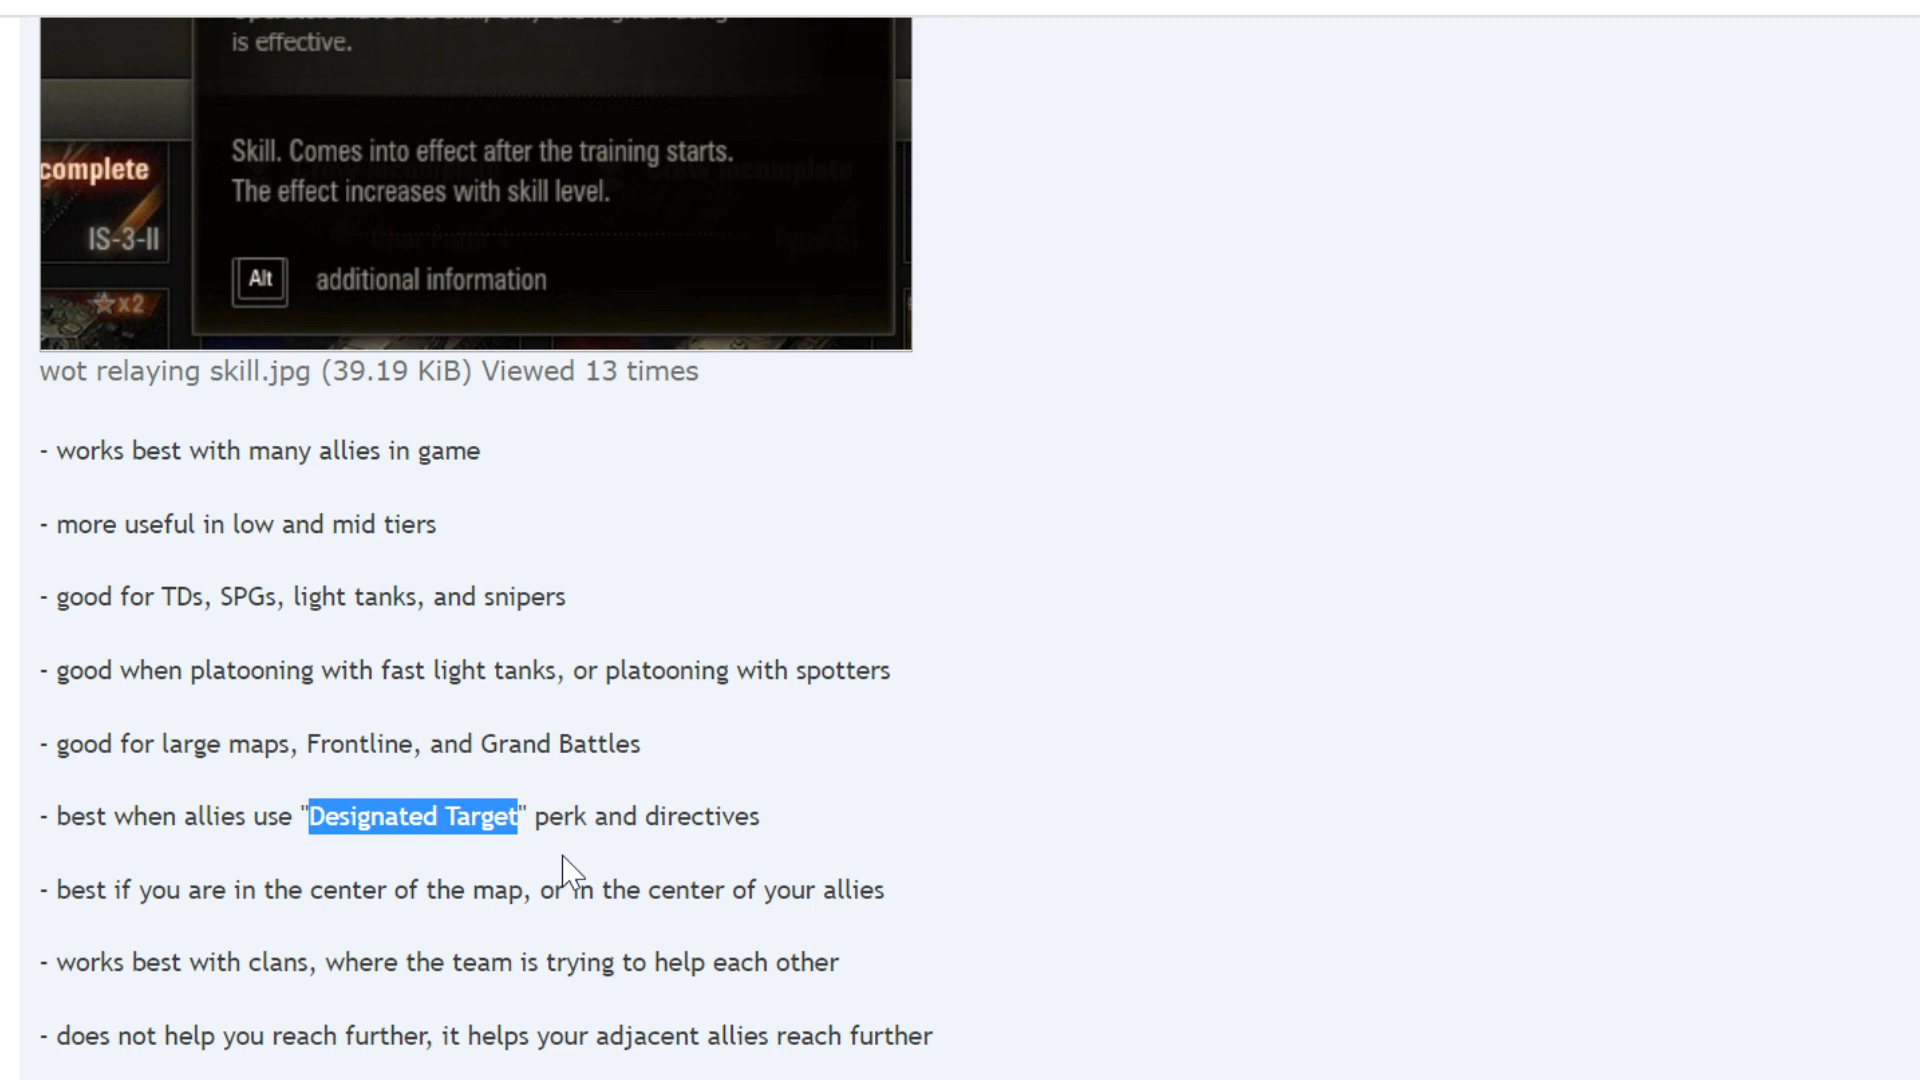 is effective.
Skill. Comes into effect after the training starts.
The effect increases with skill level.
complete
IS-3-II
x2
Alt additional information
wot relaying skill.jpg (39.19 KiB) Viewed 13 times
- works best with many allies in game
- more useful in low and mid tiers
- good for TDs, SPGs, light tanks, and snipers
- good when platooning with fast light tanks, or platooning with spotters
- good for large maps, Frontline, and Grand Battles
- best when allies use "Designated Target" perk and directives
- best if you are in the center of the map, or in the center of your allies
- works best with clans, where the team is trying to help each other
- does not help you reach further, it helps your adjacent allies reach further